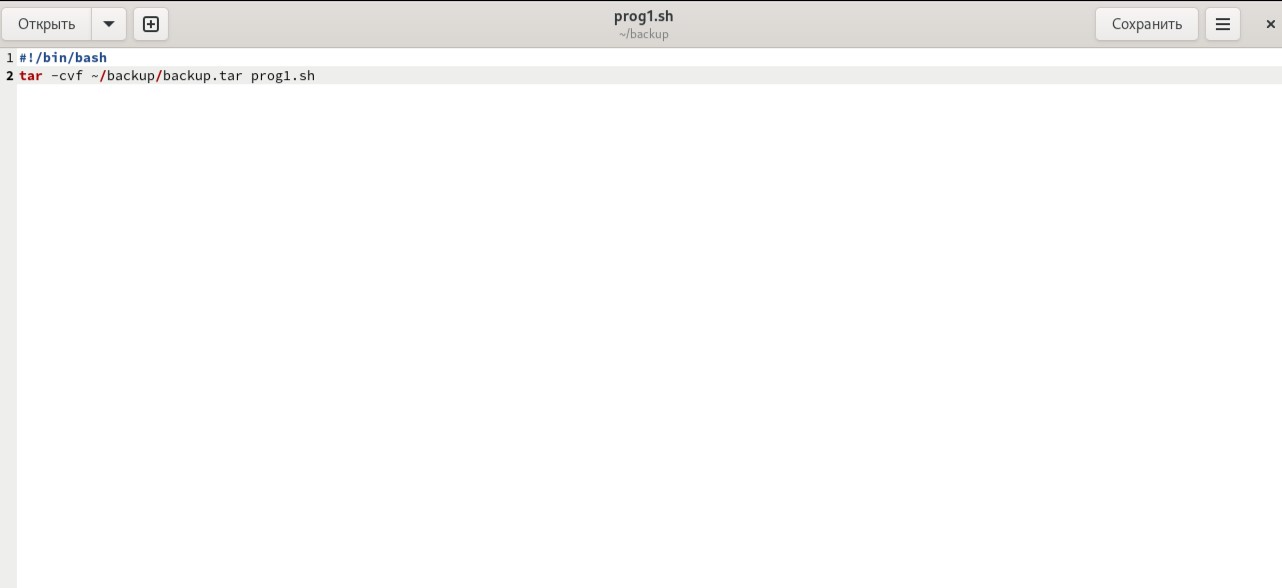 Открыть
prog1.sh
~/backup
Сохранить
1 #!/bin/bash
2 tar -cvf ~/backup/backup.tar prog1.sh